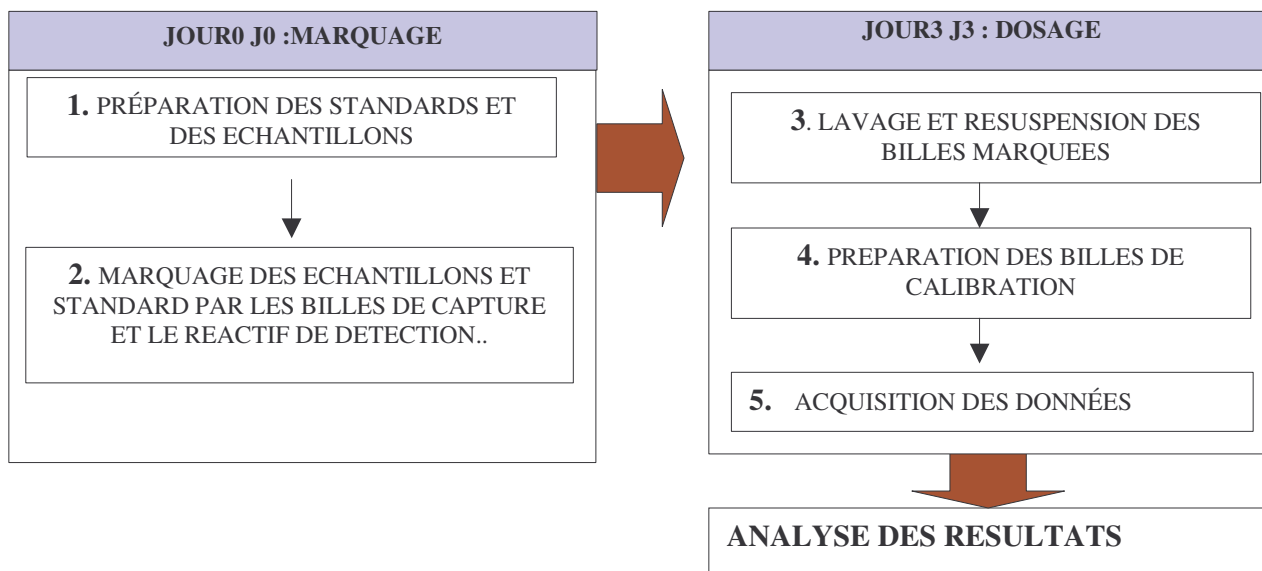 JOUR0 J0 :MARQUAGE
1. PRÉPARATION DES STANDARDS ET
DES ECHANTILLONS
2. MARQUAGE DES ECHANTILLONS ET
STANDARD PAR LES BILLES DE CAPTURE
ET LE REACTIF DE DETECTION..
JOUR3 J3 : DOSAGE
3. LAVAGE ET RESUSPENSION DES
BILLES MARQUEES
4. PREPARATION DES BILLES DE
CALIBRATION
5. ACQUISITION DES DONNÉES
ANALYSE DES RESULTATS